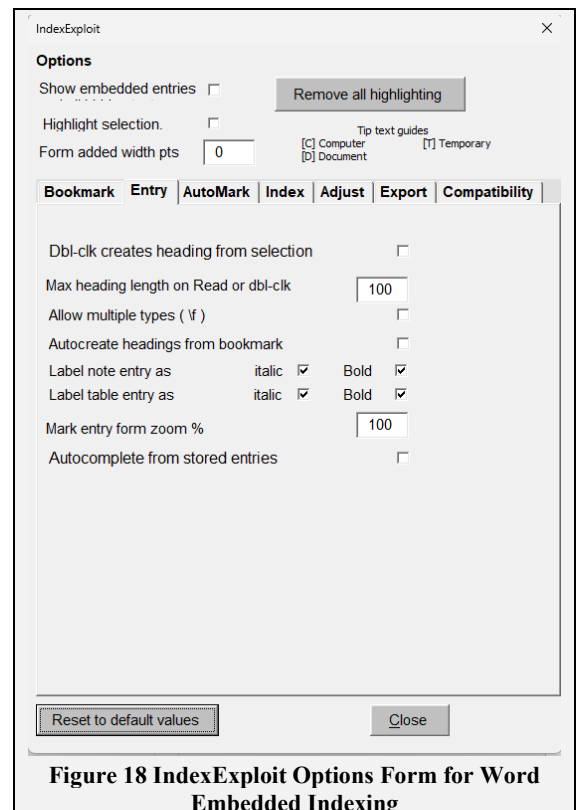 IndexExploit
Options
Show embedded entries
Remove all highlighting
Highlight selection.
Tip text guides
[C] Computer [T] Temporary
[D] Document
Form added width pts 0
Bookmark Entry AutoMark Index Adjust Export Compatibility
Dbl-clk creates heading from selection
Max heading length on Read or dbl-clk 100
Allow multiple types ( \f )
Autocreate headings from bookmark
Label note entry as italic Bold
Label table entry as italic Bold
Mark entry form zoom % 100
Autocomplete from stored entries
Reset to default values Close
Figure 18 IndexExploit Options Form for Word
Embedded Indexing